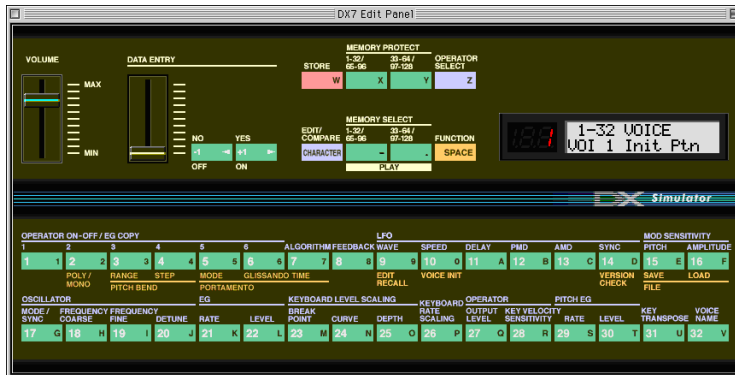 DX7 Edit Panel
VOLUME
MAX
MIN
DATA ENTRY
NO YES
-1 +1
OFF ON
MEMORY PROTECT
STORE 1-32/ 65-96 33-64/ 97-128 OPERATOR SELECT
W X Y Z
MEMORY SELECT
EDIT/ COMPARE 1-32/ 65-96 33-64/ 97-128 FUNCTION
CHARACTER - . SPACE
PLAY
1
1-32 VOICE
VOI 1 Init Ptn
DX Simulator
OPERATOR ON-OFF / EG COPY LFO MOD SENSITIVITY
1 2 3 4 5 6 ALGORITHM FEEDBACK WAVE SPEED DELAY PMD AMD SYNC PITCH AMPLITUDE
1 1 2 2 3 3 4 4 5 5 6 6 7 7 8 8 9 9 10 0 11 A 12 B 13 C 14 D 15 E 16 F
POLY / MONO RANGE STEP MODE GLISSANDO TIME EDIT RECALL VOICE INIT VERSION CHECK SAVE LOAD
PITCH BEND PORTAMENTO FILE
OSCILLATOR EG KEYBOARD LEVEL SCALING KEYBOARD RATE SCALING OPERATOR PITCH EG
MODE / SYNC FREQUENCY COARSE FREQUENCY FINE DETUNE RATE LEVEL BREAK POINT CURVE DEPTH OUTPUT LEVEL KEY VELOCITY SENSITIVITY RATE LEVEL KEY TRANSPOSE VOICE NAME
17 G 18 H 19 I 20 J 21 K 22 L 23 M 24 N 25 O 26 P 27 Q 28 R 29 S 30 T 31 U 32 V